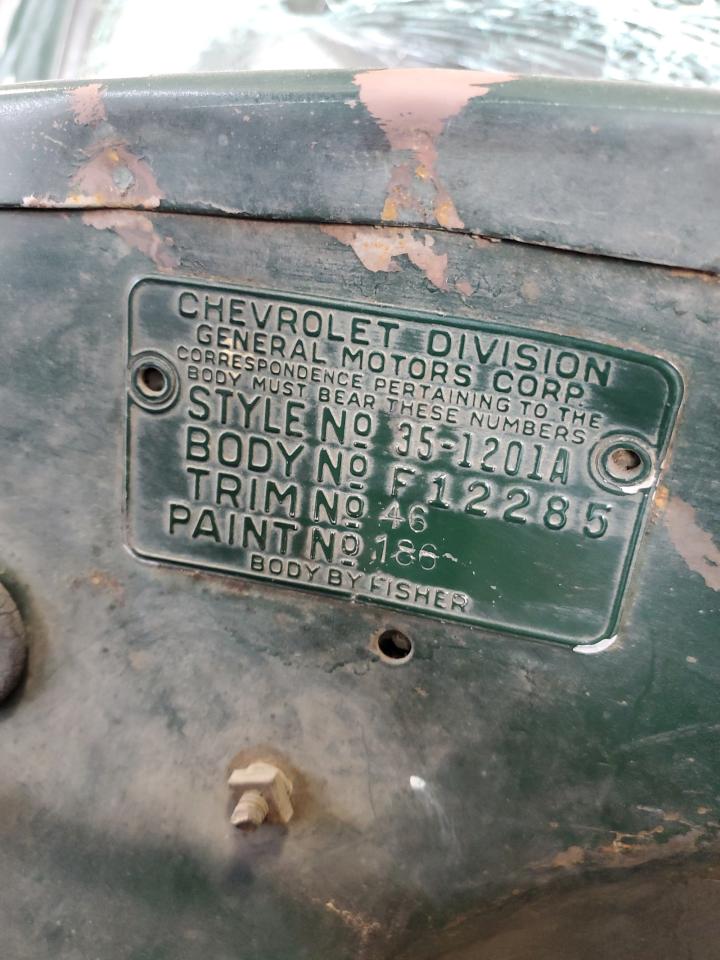 CHEVROLET DIVISION
GENERAL MOTORS CORP
CORRESPONDENCE PERTAINING TO THE
BODY MUST BEAR THESE NUMBERS
STYLE Nº 35-1201A
BODY Nº F12285
TRIM Nº 46
PAINT Nº 186
BODY BY FISHER